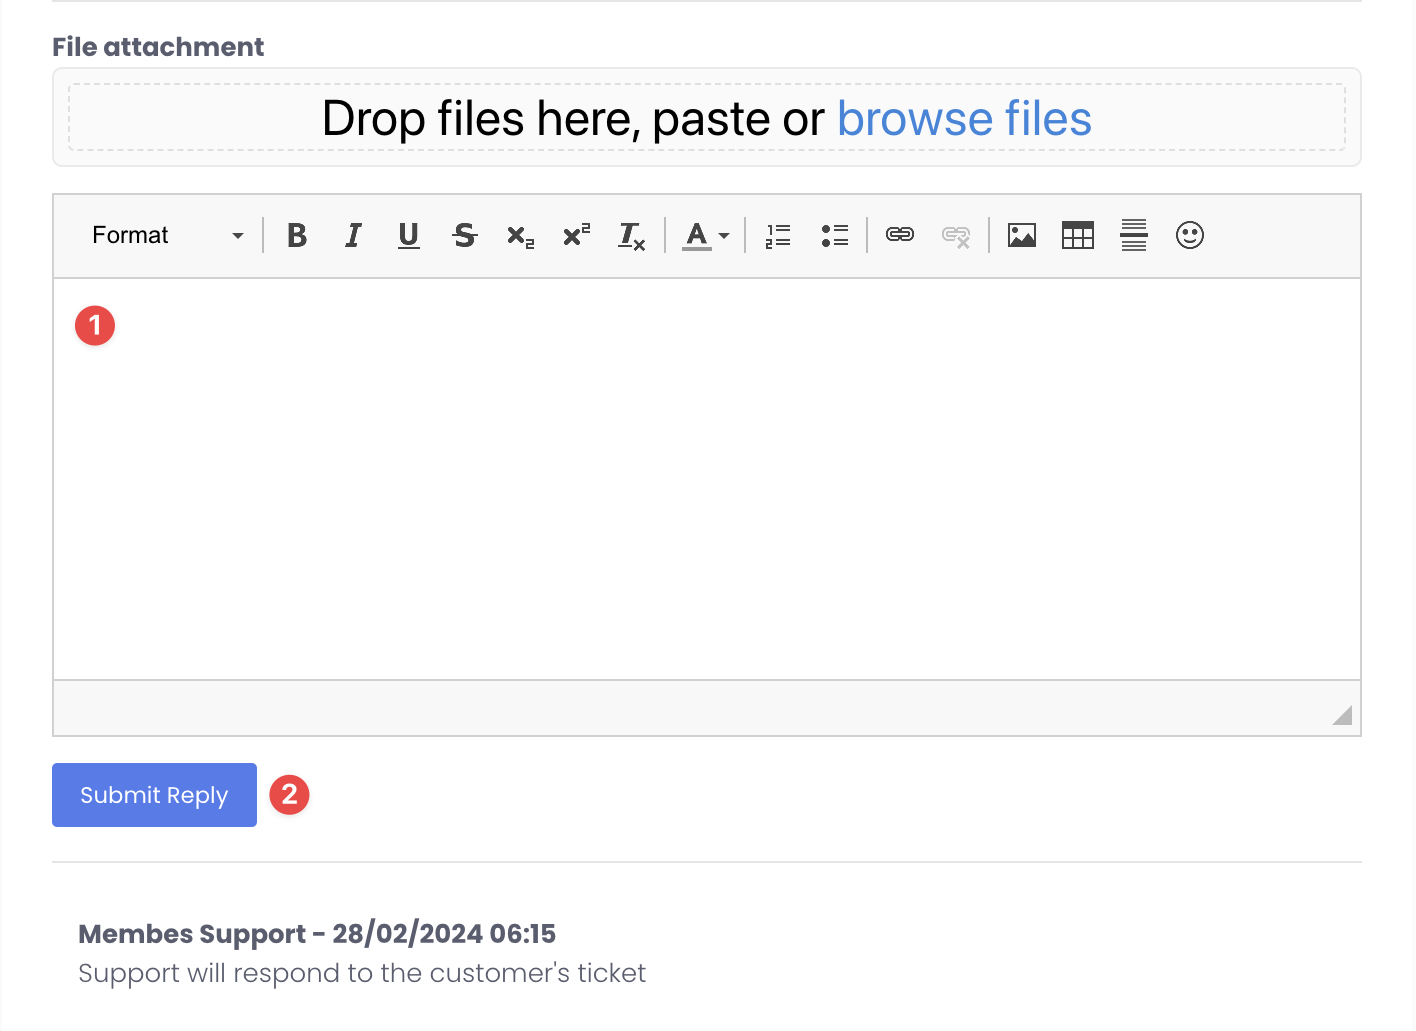 File attachment
Drop files here, paste or browse files
Format
1
Submit Reply 2
Membes Support - 28/02/2024 06:15
Support will respond to the customer's ticket